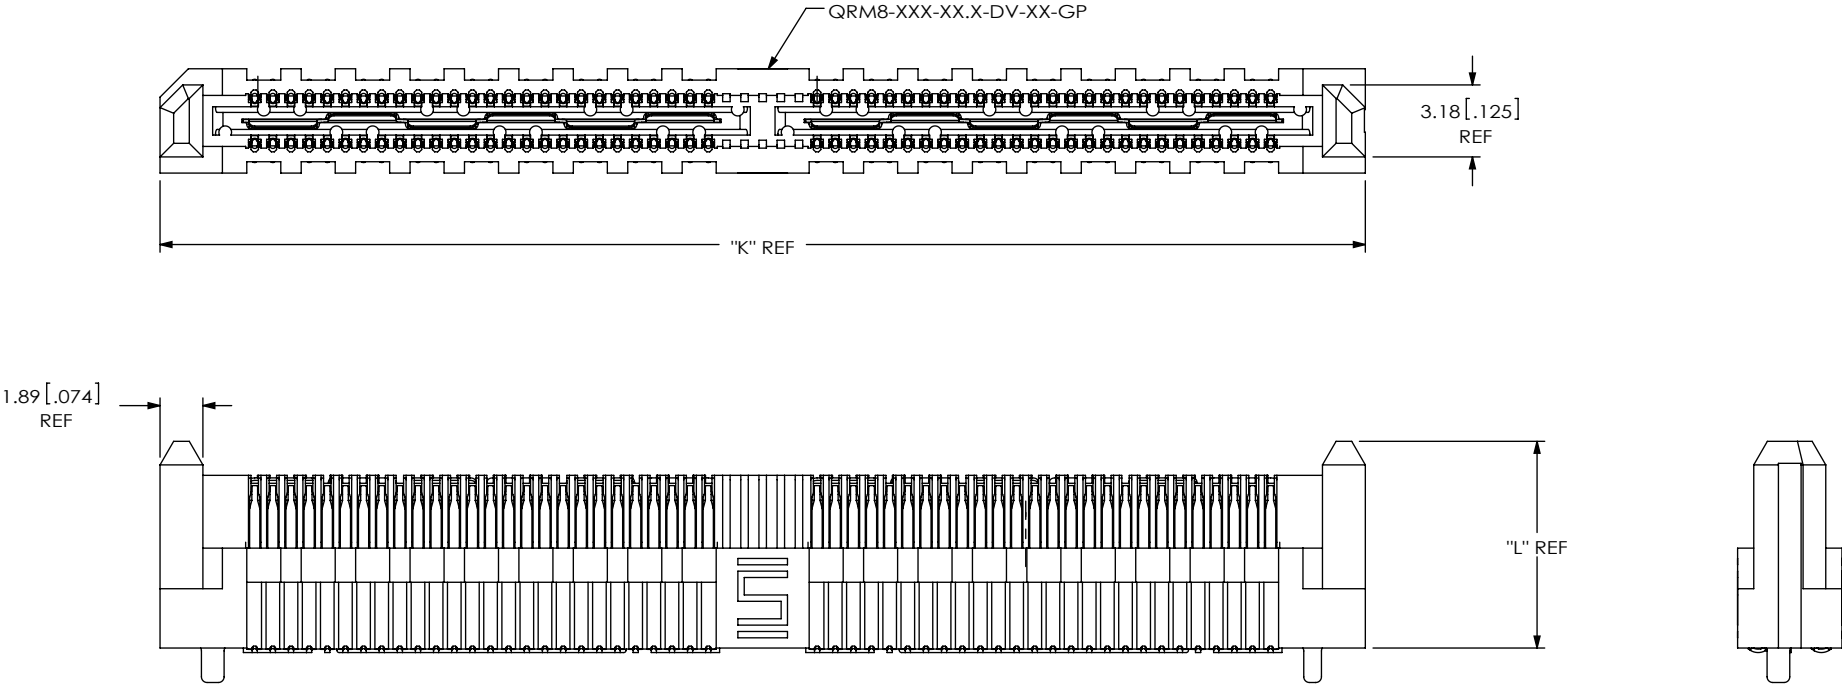 QRM8-XXX-XX.X-DV-XX-GP
3.18[.125]
REF
"K" REF
1.89[.074]
REF
"L" REF